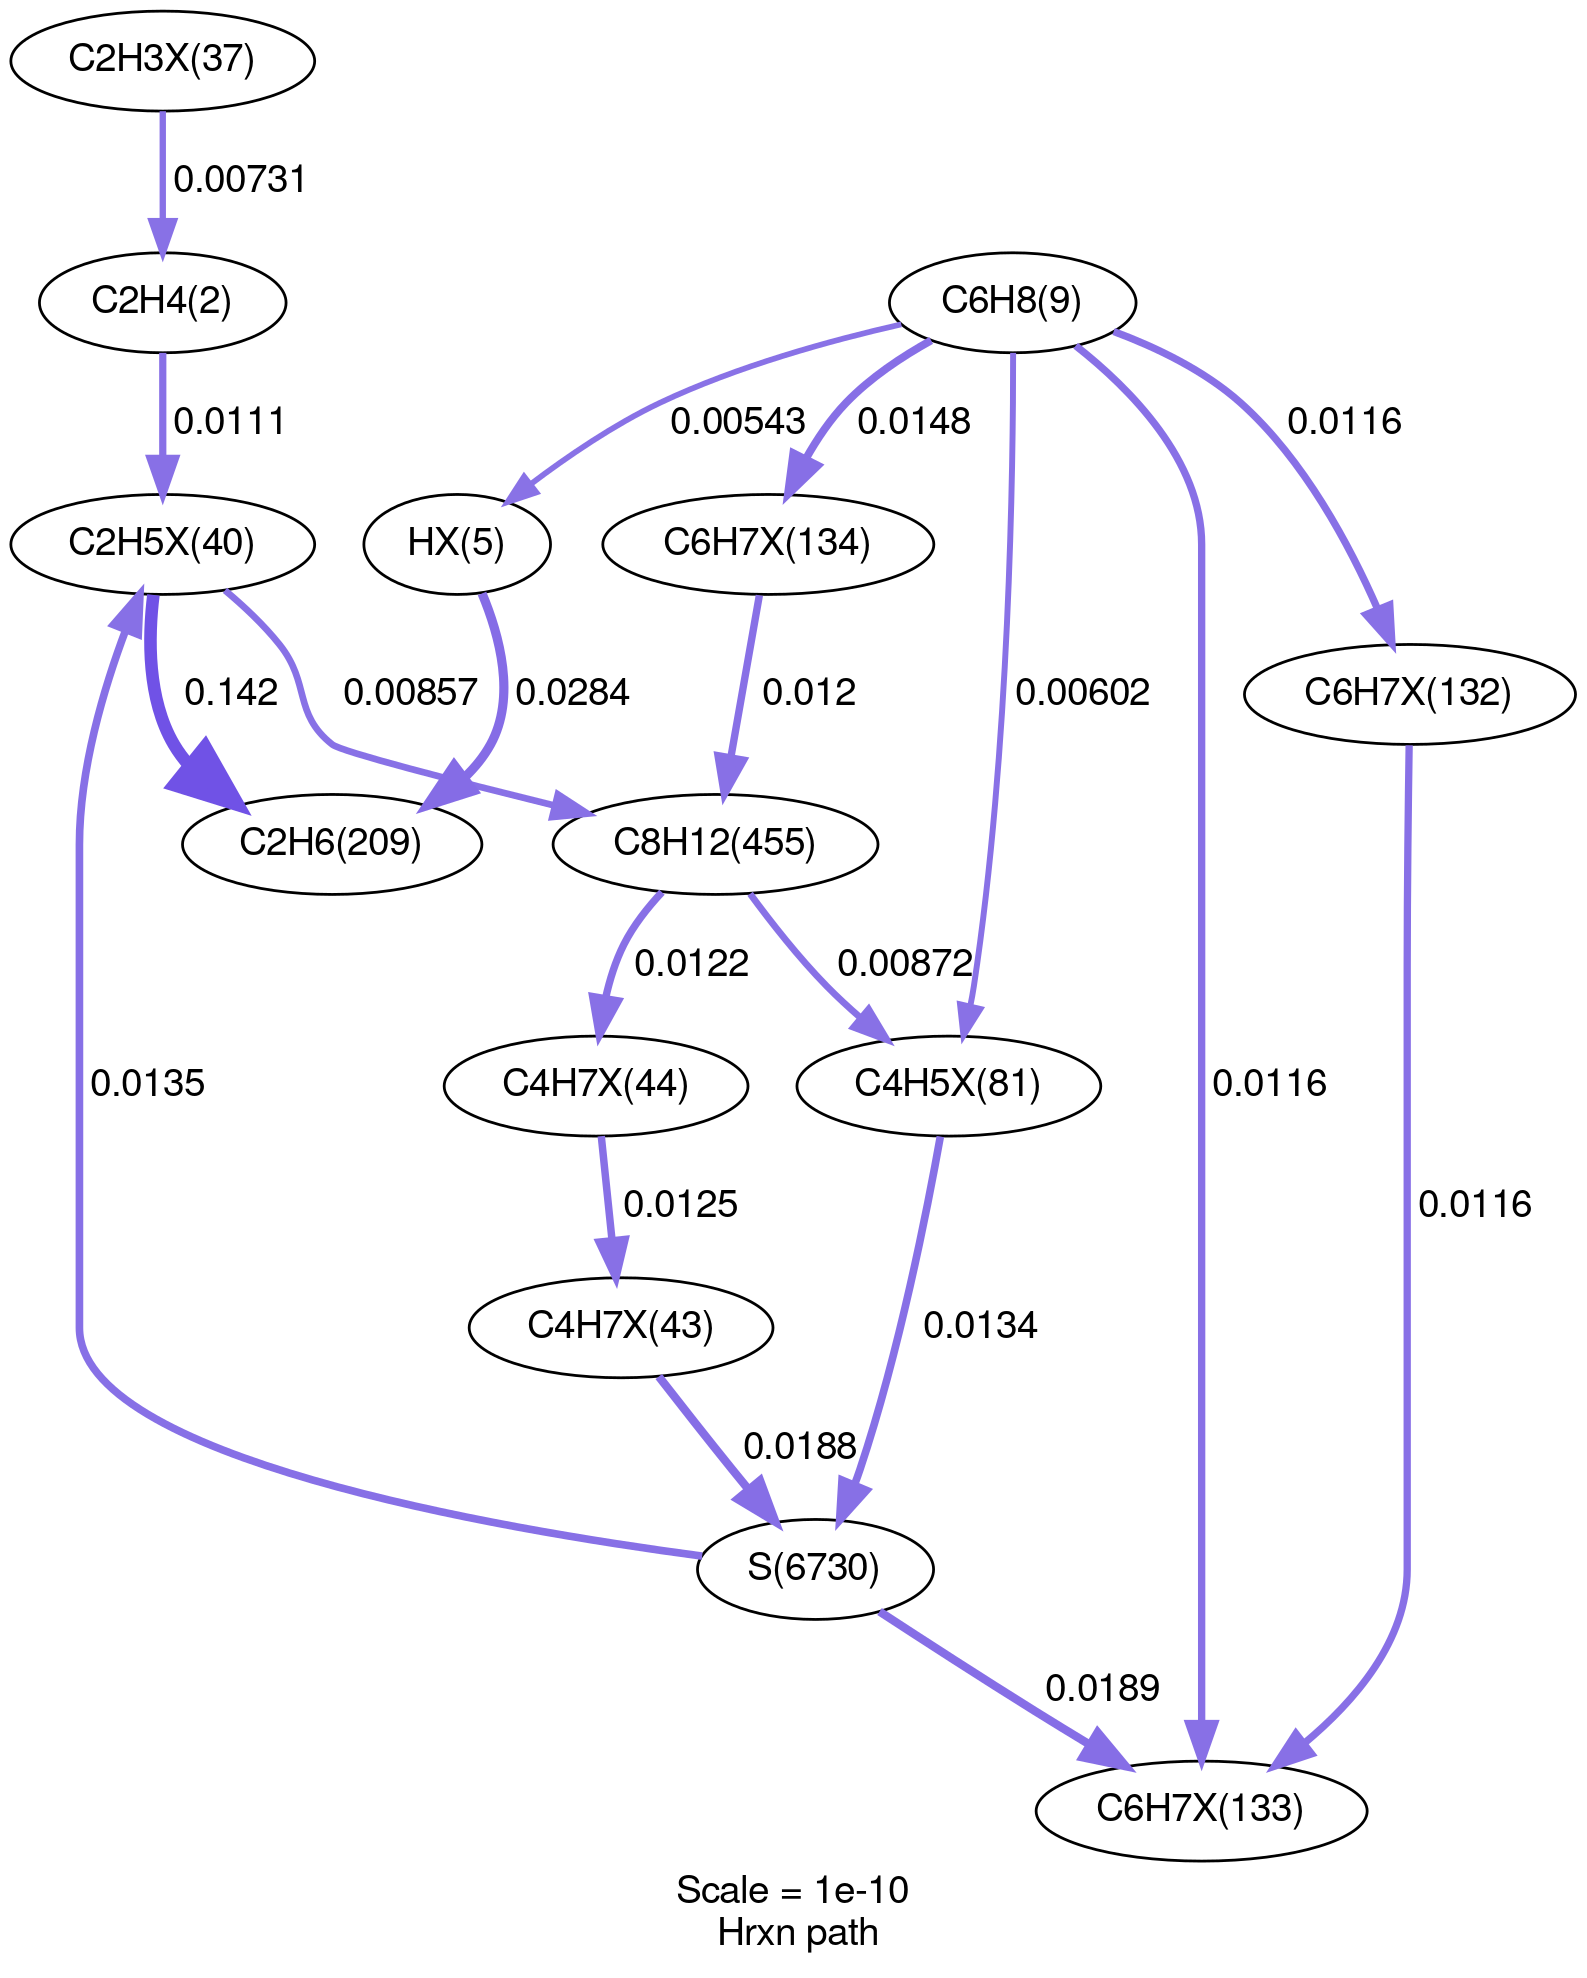 C2H3X(37)
0.00731
C2H4(2)
C6H8(9)
0.0111
0.00543
0.0148
0.0116
C2H5X(40)
HX(5)
C6H7X(134)
0.142
0.00857
0.0284
0.012
0.00602
C6H7X(132)
C2H6(209)
C8H12(455)
0.0122
0.00872
0.0135
C4H7X(44)
C4H5X(81)
0.0116
0.0125
0.0116
C4H7X(43)
0.0134
0.0188
S(6730)
0.0189
C6H7X(133)
Scale = 1e-10
Hrxn path